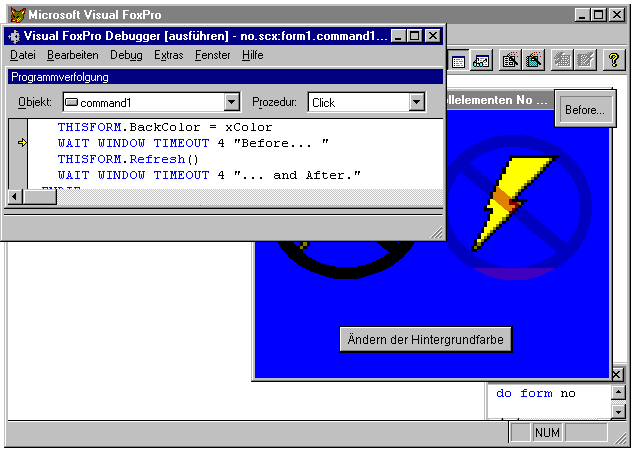 Microsoft Visual FoxPro
Visual FoxPro Debugger [ausführen] - no.scx:form1.command1...
Datei Bearbeiten Debug Extras Fenster Hilfe
Programmverfolgung
Objekt: command1 Prozedur: Click
THISFORM.BackColor = xColor
WAIT WINDOW TIMEOUT 4 "Before... "
THISFORM.Refresh()
WAIT WINDOW TIMEOUT 4 "... and After."
ENDIF
llelementen No ...
Before...
Ändern der Hintergrundfarbe
do form no
NUM